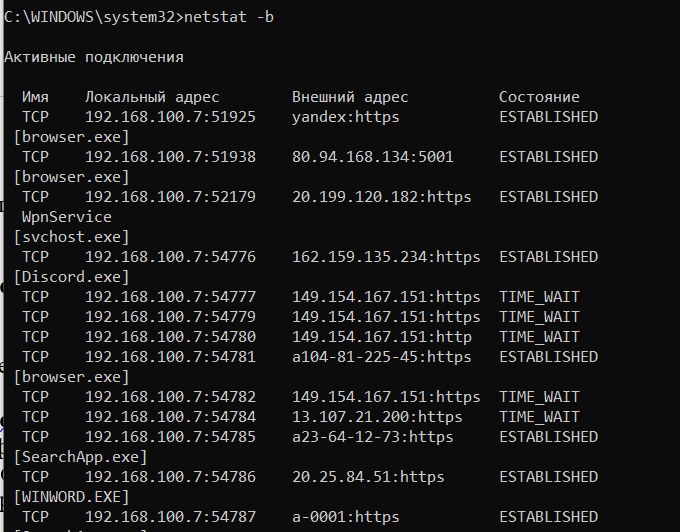 C:\WINDOWS\system32>netstat -b
Активные подключения
Имя Локальный адрес Внешний адрес Состояние
TCP 192.168.100.7:51925 yandex:https ESTABLISHED
[browser.exe]
TCP 192.168.100.7:51938 80.94.168.134:5001 ESTABLISHED
[browser.exe]
TCP 192.168.100.7:52179 20.199.120.182:https ESTABLISHED
WpnService
[svchost.exe]
TCP 192.168.100.7:54776 162.159.135.234:https ESTABLISHED
[Discord.exe]
TCP 192.168.100.7:54777 149.154.167.151:https TIME_WAIT
TCP 192.168.100.7:54779 149.154.167.151:https TIME_WAIT
TCP 192.168.100.7:54780 149.154.167.151:http TIME_WAIT
TCP 192.168.100.7:54781 a104-81-225-45:https ESTABLISHED
[browser.exe]
TCP 192.168.100.7:54782 149.154.167.151:https TIME_WAIT
TCP 192.168.100.7:54784 13.107.21.200:https TIME_WAIT
TCP 192.168.100.7:54785 a23-64-12-73:https ESTABLISHED
[SearchApp.exe]
TCP 192.168.100.7:54786 20.25.84.51:https ESTABLISHED
[WINWORD.EXE]
TCP 192.168.100.7:54787 a-0001:https ESTABLISHED